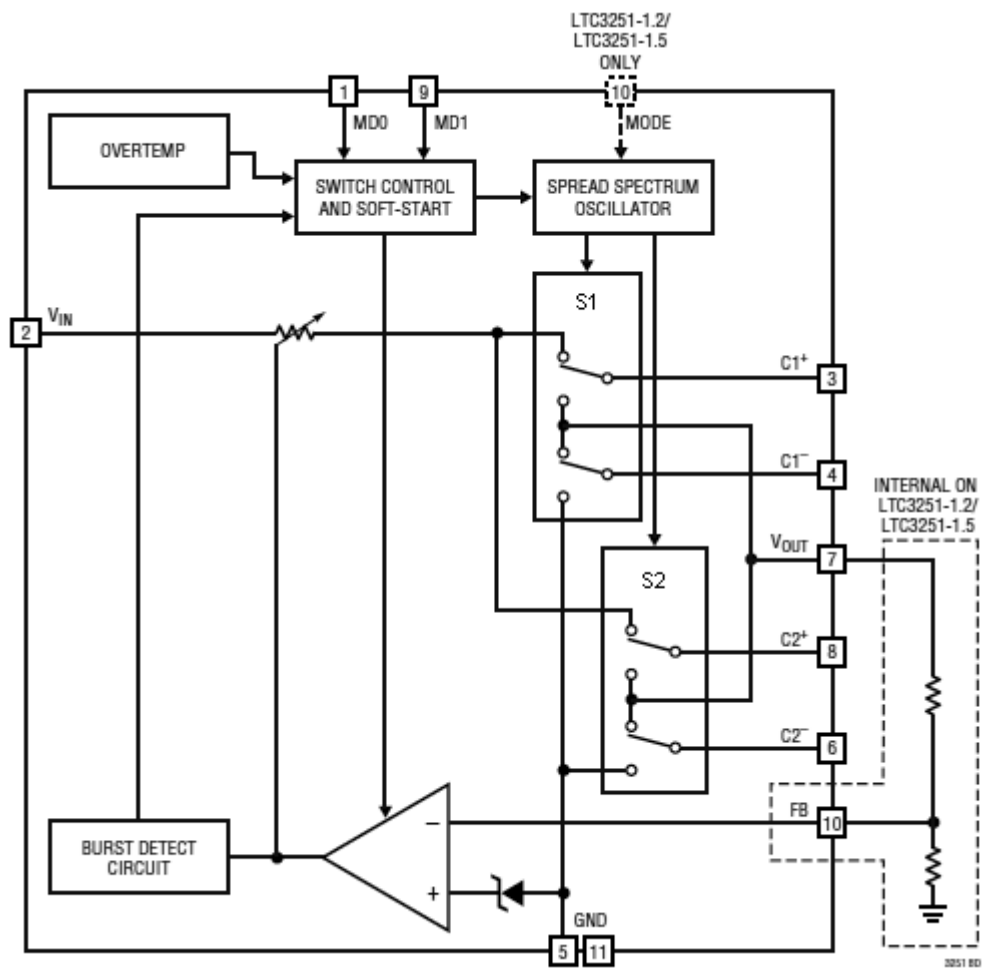 LTC3251-1.2/
LTC3251-1.5
ONLY
1
9
10
MD0
MD1
MODE
OVERTEMP
SWITCH CONTROL
AND SOFT-START
SPREAD SPECTRUM
OSCILLATOR
S1
2
VIN
C1+
3
C1−
4
INTERNAL ON
LTC3251-1.2/
LTC3251-1.5
VOUT
7
S2
C2+
8
C2−
6
FB
10
BURST DETECT
CIRCUIT
−
+
GND
5
11
3251 BD